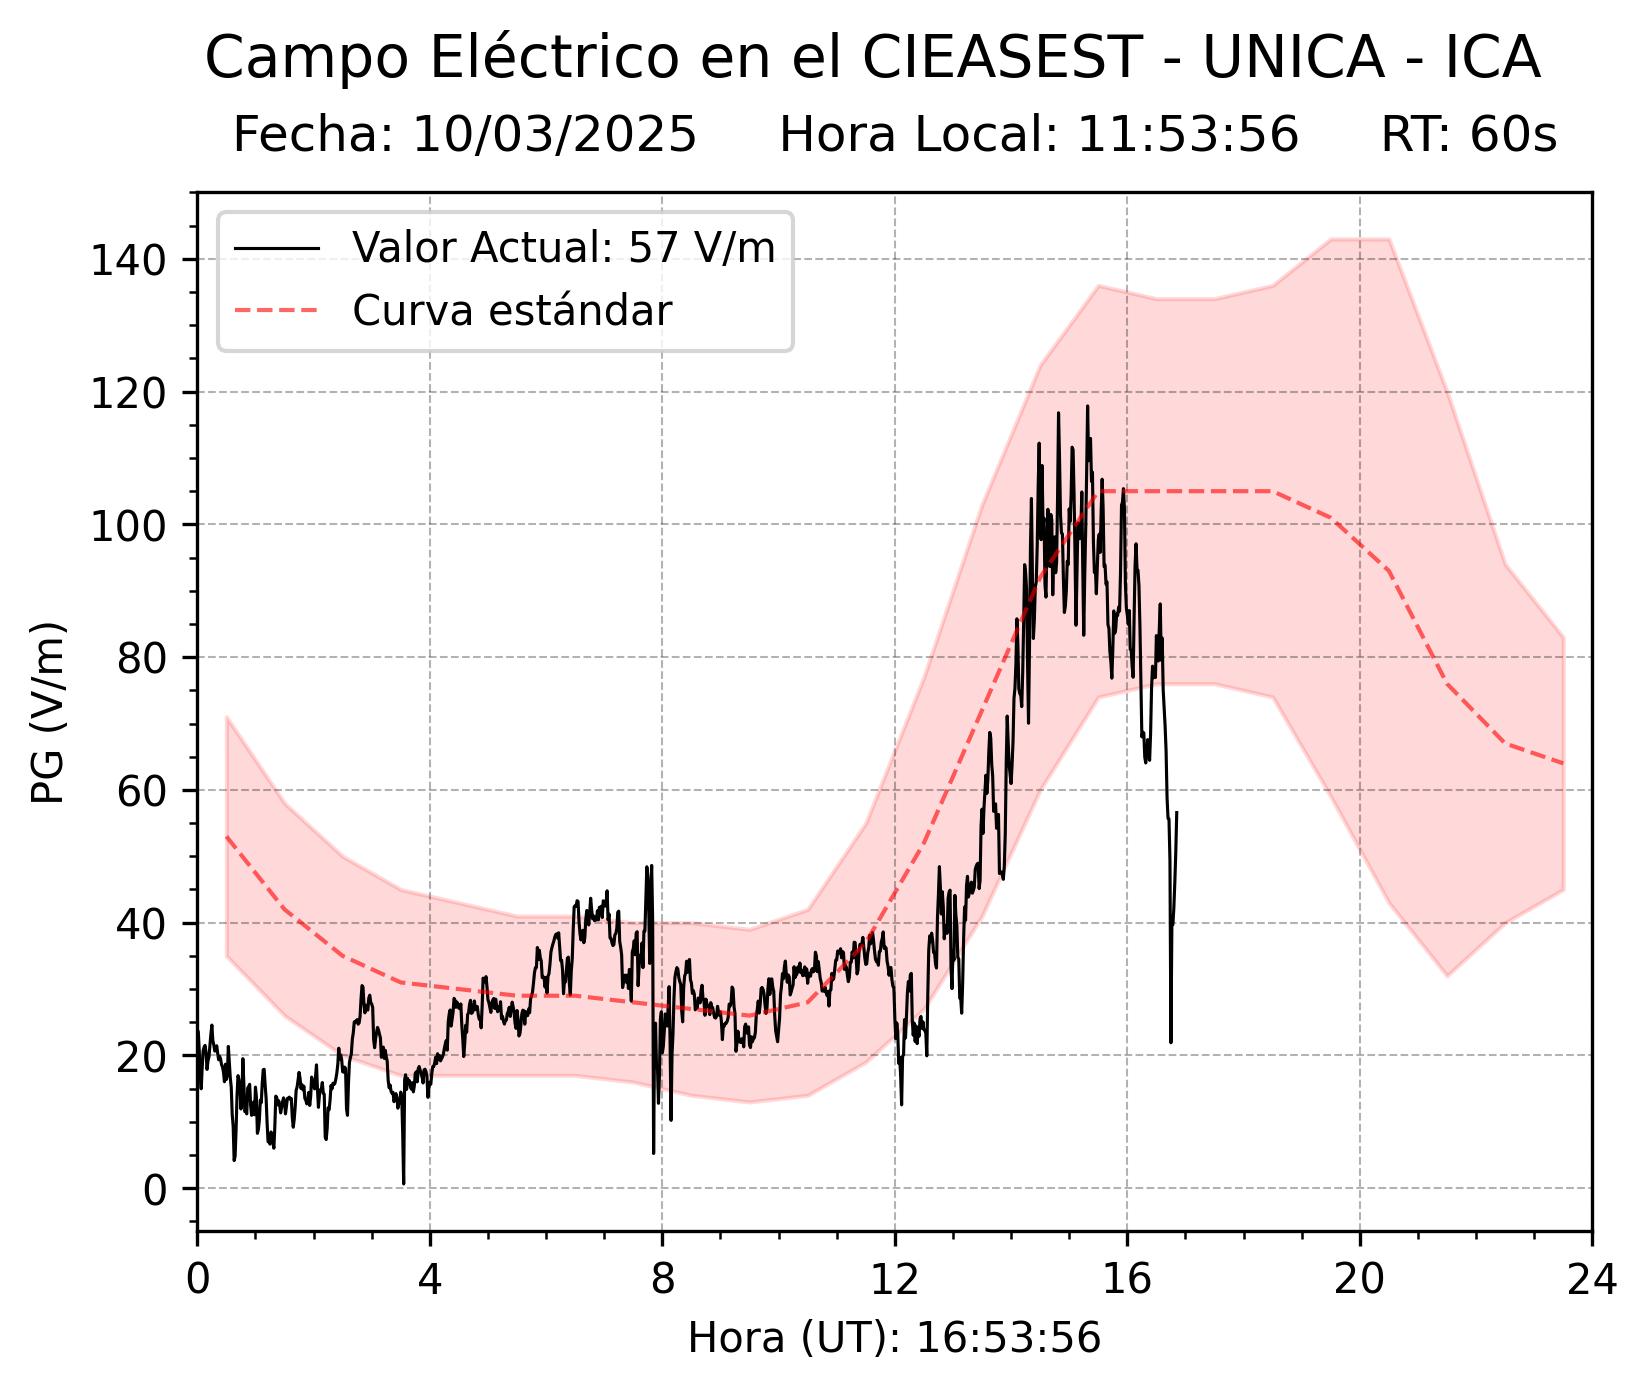 Campo Eléctrico en el CIEASEST - UNICA - ICA
Fecha: 10/03/2025 Hora Local: 11:53:56 RT: 60s
Valor Actual: 57 V/m
Curva estándar
PG (V/m)
140
120
100
80
60
40
20
0
0 4 8 12 16 20 24
Hora (UT): 16:53:56